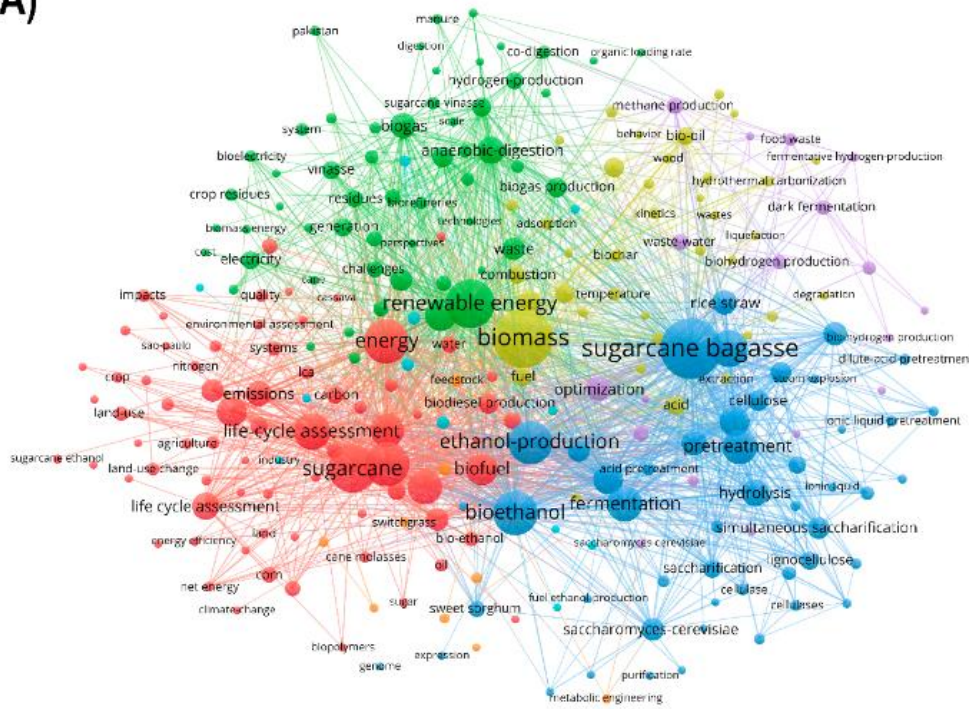 A)
manure
pakistan
digestion
co-digestion
organic loading rate
hydrogen-production
sugarcane vinasse
methane production
scale
biogas
system
behavior
bio-oil
food waste
anaerobic-digestion
bioelectricity
wood
fermentative hydrogen-production
vinasse
biogas production
hydrothermal carbonization
crop residues
residues
biorefineries
dark fermentation
technologies
adsorption
kinetics
wastes
biomass energy
generation
liquefaction
perspectives
waste
waste-water
cost
electricity
biochar
biohydrogen production
challenges
combustion
cane
impacts
quality
cassava
renewable energy
temperature
rice straw
degradation
environmental assessment
energy
water
biomass
sugarcane bagasse
biohydrogen production
sao-paulo
systems
dilute-acid pretreatment
nitrogen
lca
feedstock
fuel
extraction
steam explosion
crop
emissions
carbon
optimization
biodiesel production
acid
cellulose
land-use
ionic liquid pretreatment
life-cycle assessment
agriculture
ethanol-production
pretreatment
sugarcane ethanol
industry
land-use change
sugarcane
biofuel
acid pretreatment
ionic liquid
hydrolysis
life cycle assessment
bioethanol
fermentation
switchgrass
simultaneous saccharification
land
bio-ethanol
energy efficiency
saccharomyces cerevisiae
cane molasses
lignocellulose
oil
saccharification
corn
net energy
cellulase
fuel ethanol production
sugar
climate-change
sweet sorghum
cellulases
saccharomyces-cerevisiae
biopolymers
expression
genome
purification
metabolic engineering